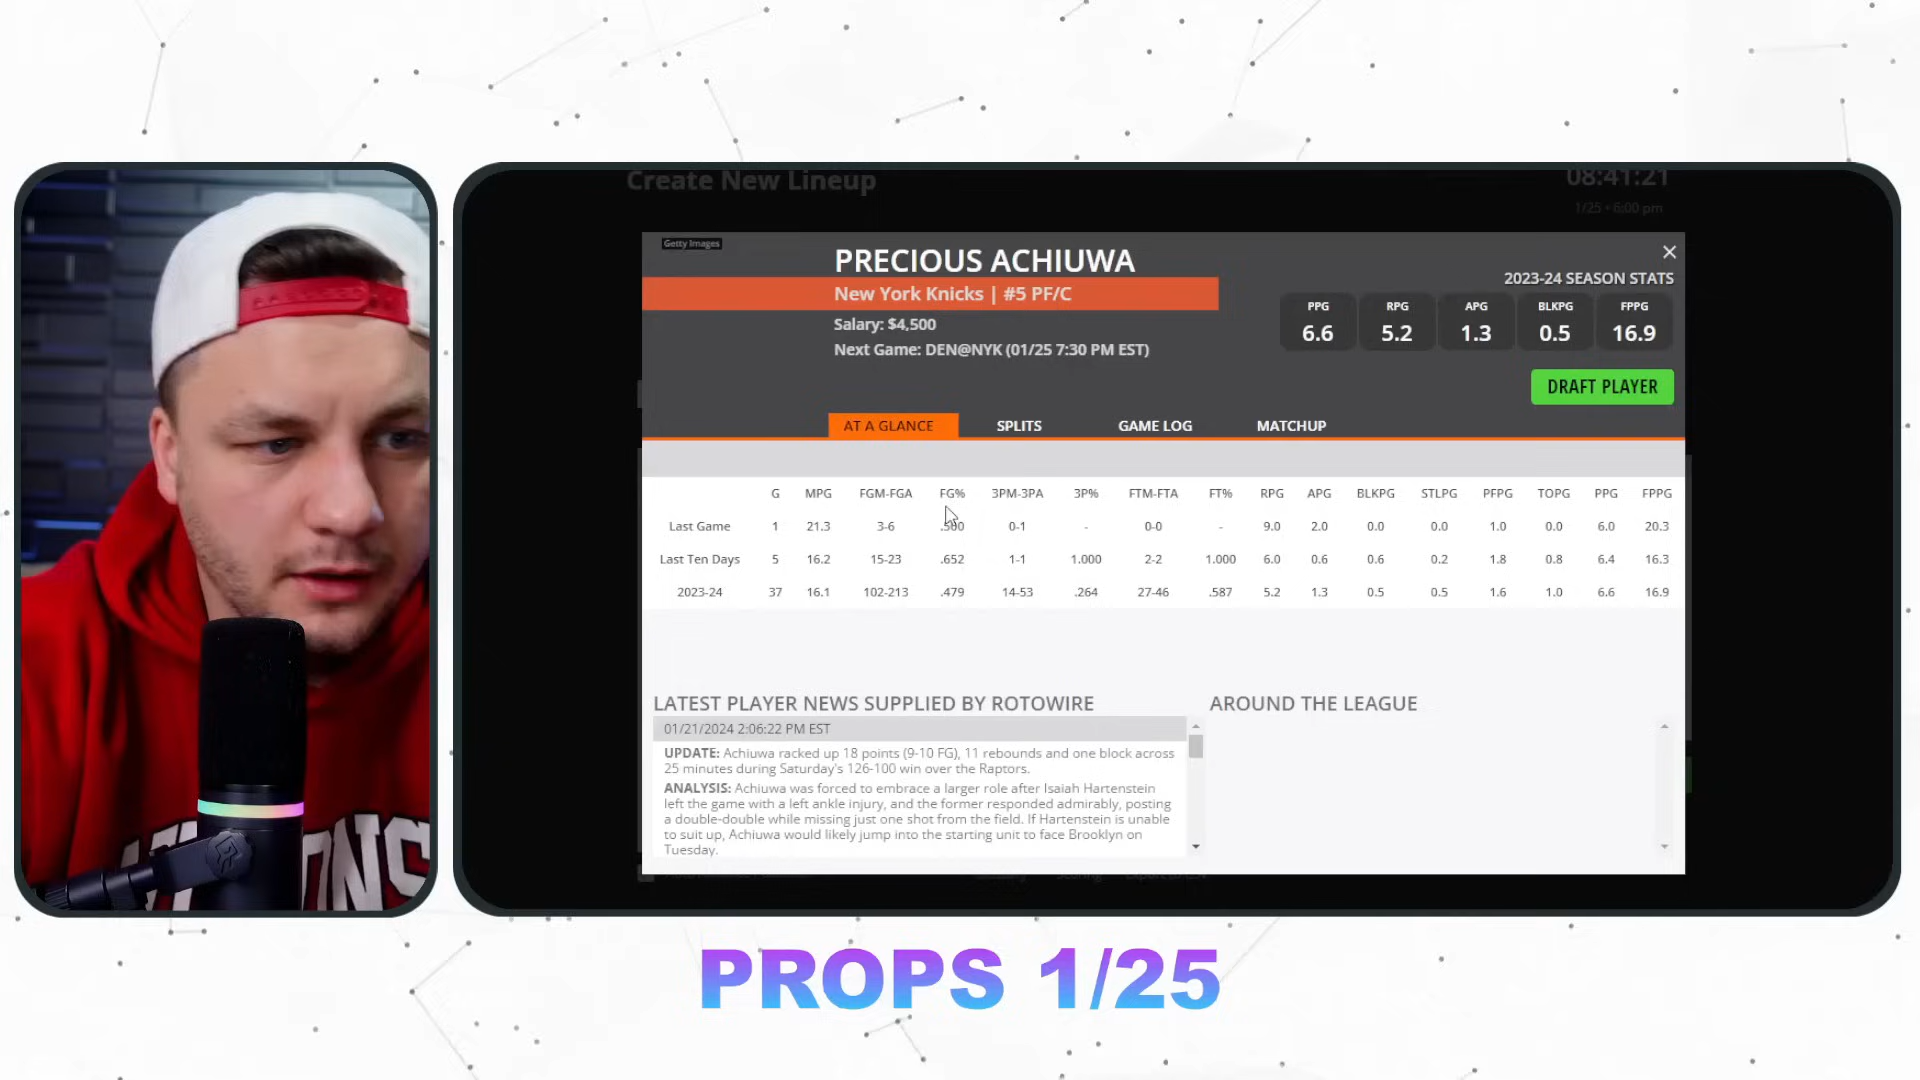 Create New Lineup
08:41:21
1/25 • 6:00 pm
Getty Images
PRECIOUS ACHIUWA
New York Knicks | #5 PF/C
Salary: $4,500
Next Game: DEN@NYK (01/25 7:30 PM EST)
2023-24 SEASON STATS
PPG RPG APG BLKPG FPPG
6.6 5.2 1.3 0.5 16.9
DRAFT PLAYER
AT A GLANCE SPLITS GAME LOG MATCHUP
G MPG FGM-FGA FG% 3PM-3PA 3P% FTM-FTA FT% RPG APG BLKPG STLPG PFPG TOPG PPG FPPG
Last Game 1 21.3 3-6 .500 0-1 - 0-0 - 9.0 2.0 0.0 0.0 1.0 0.0 6.0 20.3
Last Ten Days 5 16.2 15-23 .652 1-1 1.000 2-2 1.000 6.0 0.6 0.6 0.2 1.8 0.8 6.4 16.3
2023-24 37 16.1 102-213 .479 14-53 .264 27-46 .587 5.2 1.3 0.5 0.5 1.6 1.0 6.6 16.9
LATEST PLAYER NEWS SUPPLIED BY ROTOWIRE
01/21/2024 2:06:22 PM EST
UPDATE: Achiuwa racked up 18 points (9-10 FG), 11 rebounds and one block across
25 minutes during Saturday's 126-100 win over the Raptors.
ANALYSIS: Achiuwa was forced to embrace a larger role after Isaiah Hartenstein
left the game with a left ankle injury, and the former responded admirably, posting
a double-double while missing just one shot from the field. If Hartenstein is unable
to suit up, Achiuwa would likely jump into the starting unit to face Brooklyn on
Tuesday.
AROUND THE LEAGUE
PROPS 1/25